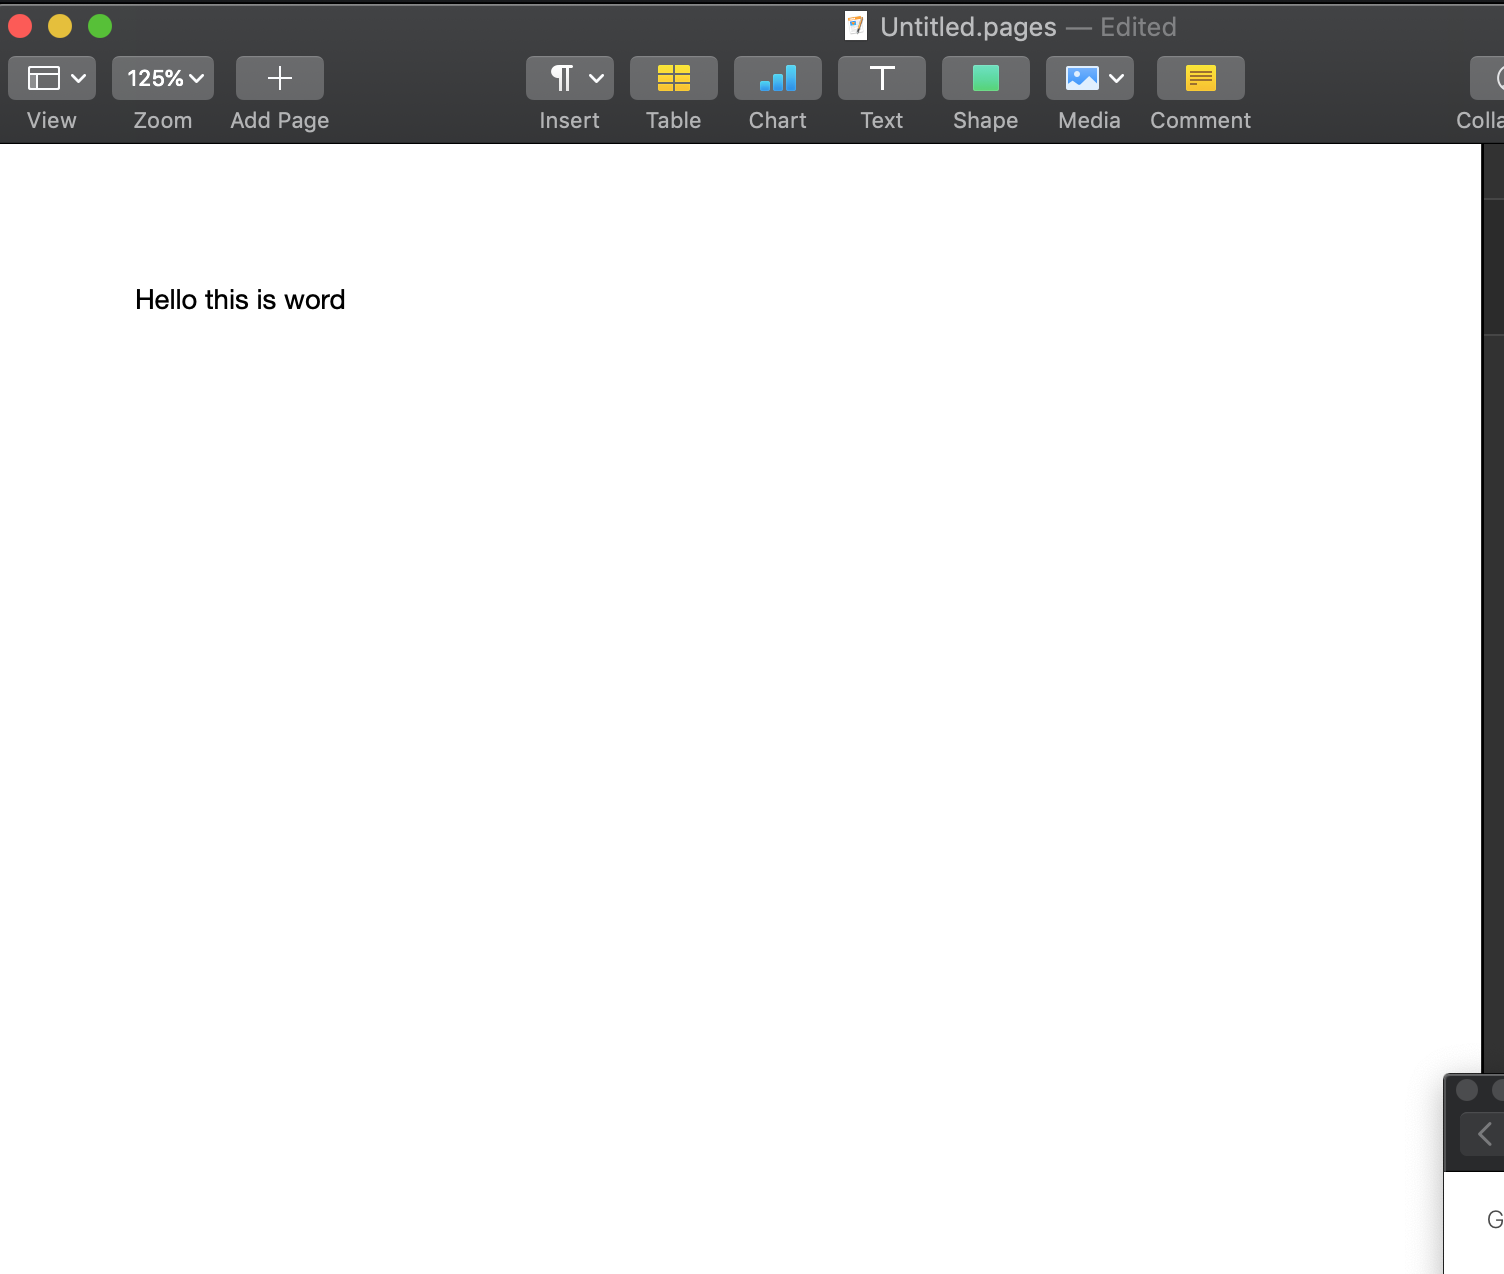 Untitled.pages — Edited
125%
View Zoom Add Page Insert Table Chart Text Shape Media Comment
Hello this is word